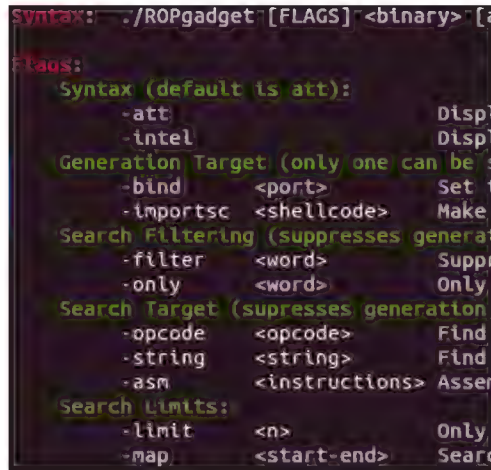 Syntax: ./ROPgadget [FLAGS] <binary> [a
Flags:
Syntax (default is att):
-att Displ
-intel Displ
Generation Target (only one can be
-bind <port> Set t
-importsc <shellcode> Make
Search Filtering (suppresses generat
-filter <word> Suppr
-only <word> Only
Search Target (supresses generation
-opcode <opcode> Find
-string <string> Find
-asm <instructions> Assem
Search Limits:
-limit <n> Only
-map <start-end> Searc